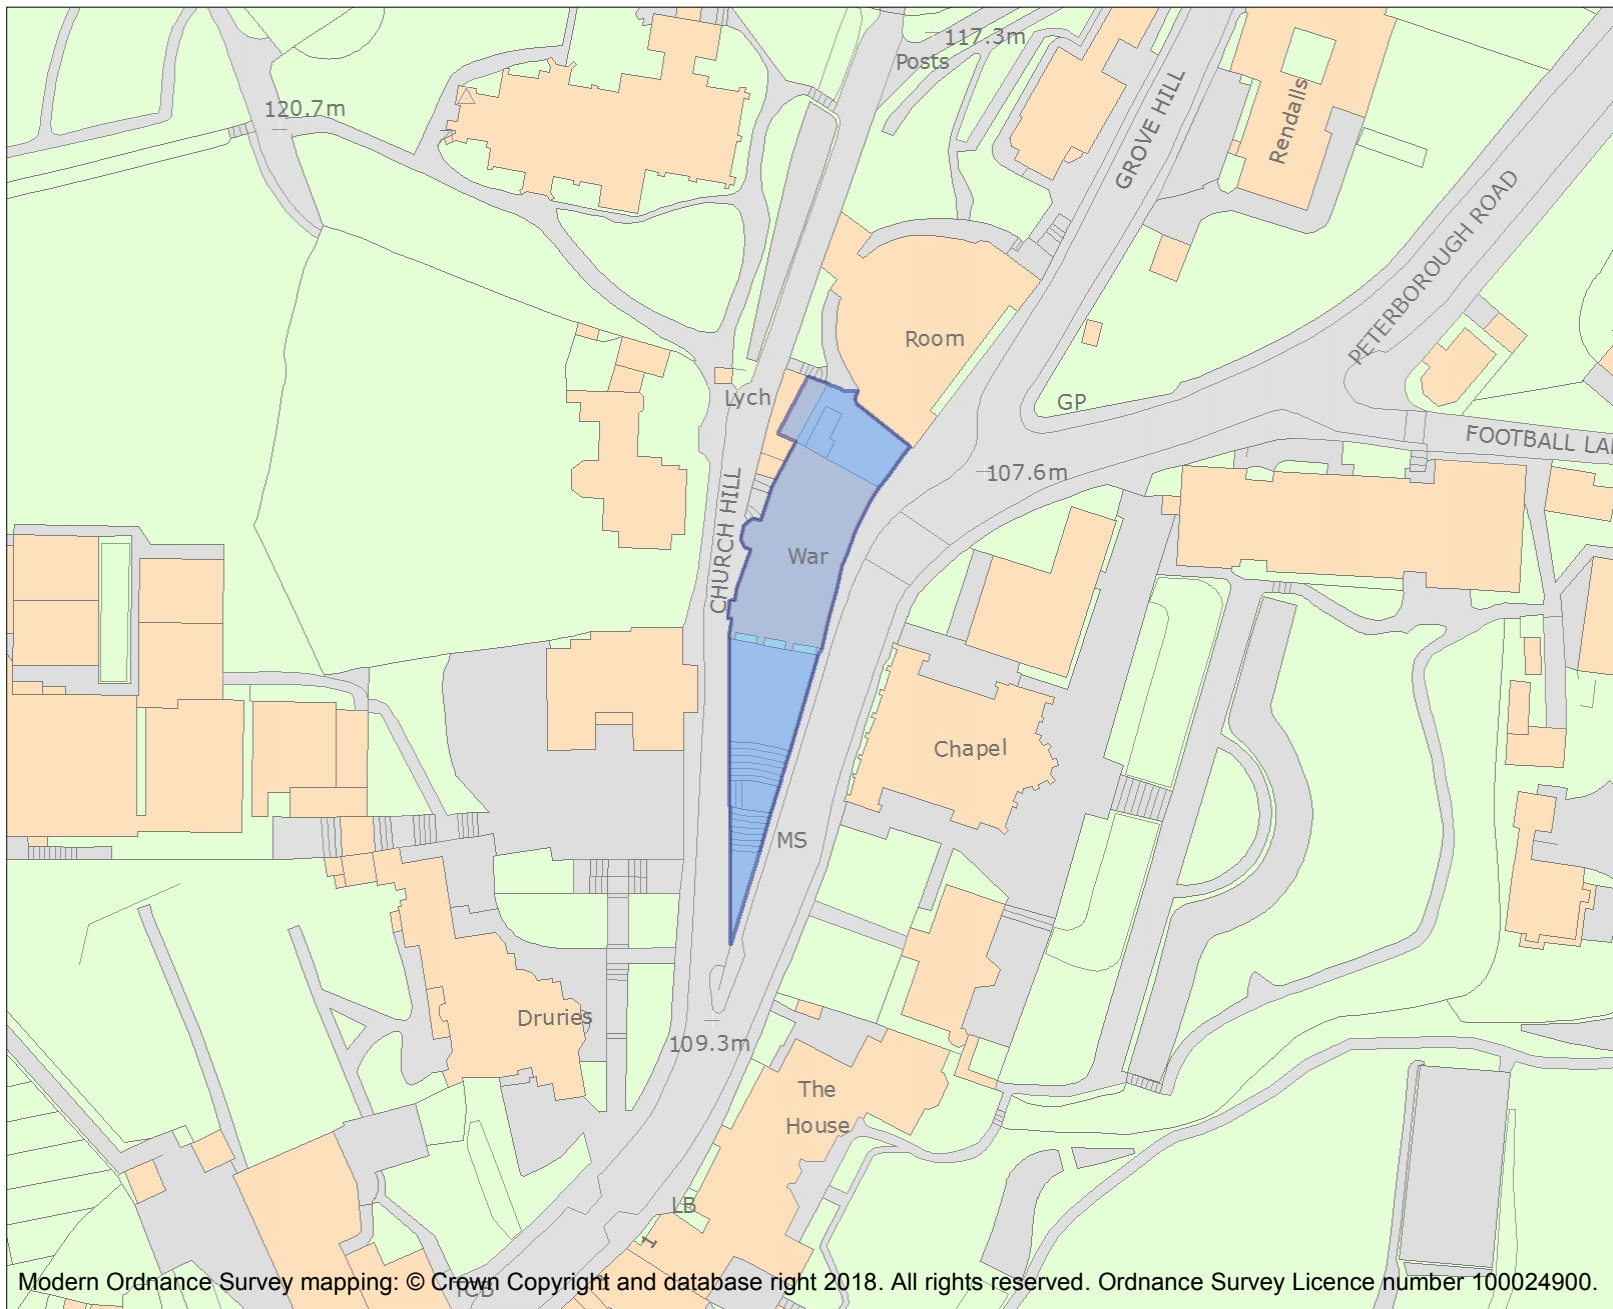 117.3m
Posts
120.7m
GROVE HILL
Rendalls
PETERBOROUGH ROAD
Room
Lych
GP
FOOTBALL LA
107.6m
CHURCH HILL
War
Chapel
MS
Druries
109.3m
The
House
LB
1
TCB
Modern Ordnance Survey mapping: © Crown Copyright and database right 2018. All rights reserved. Ordnance Survey Licence number 100024900.